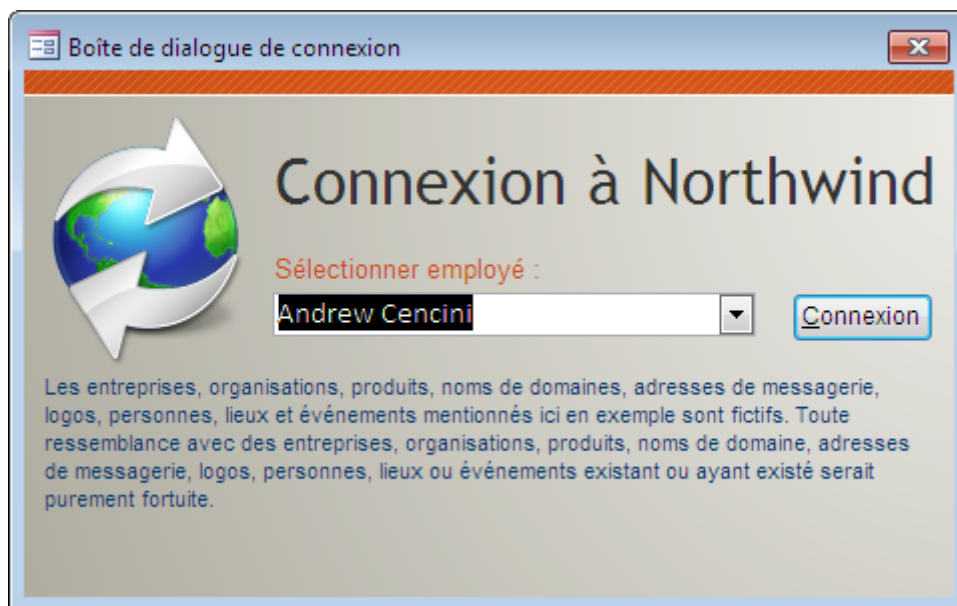 Boîte de dialogue de connexion
Connexion à Northwind
Sélectionner employé :
Andrew Cencini
Connexion
Les entreprises, organisations, produits, noms de domaines, adresses de messagerie,
logos, personnes, lieux et événements mentionnés ici en exemple sont fictifs. Toute
ressemblance avec des entreprises, organisations, produits, noms de domaine, adresses
de messagerie, logos, personnes, lieux ou événements existant ou ayant existé serait
purement fortuite.